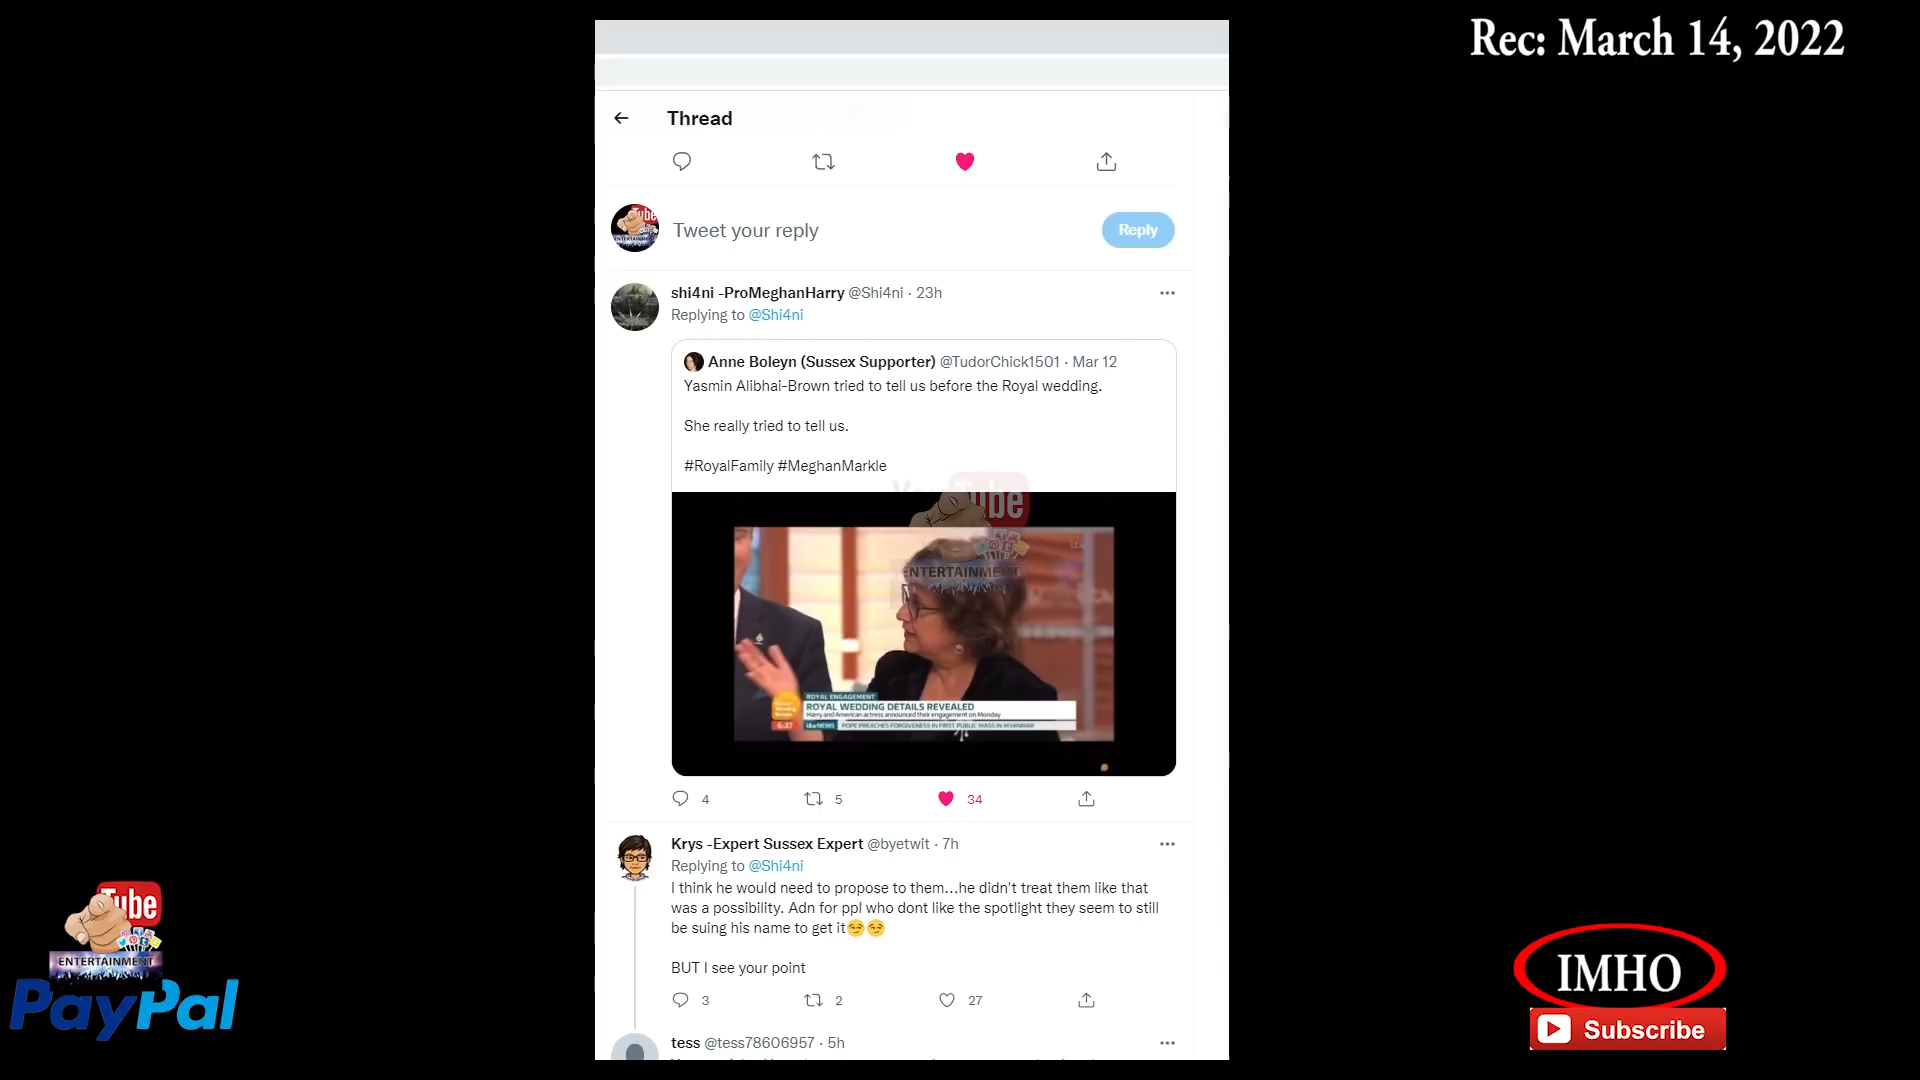 Rec: March 14, 2022
Thread
Tweet your reply
Reply
shi4ni -ProMeghanHarry @Shi4ni · 23h
Replying to @Shi4ni
Anne Boleyn (Sussex Supporter) @TudorChick1501 · Mar 12
Yasmin Alibhai-Brown tried to tell us before the Royal wedding.
She really tried to tell us.
#RoyalFamily #MeghanMarkle
YouTube
ENTERTAINMENT
ROYAL ENGAGEMENT
ROYAL WEDDING DETAILS REVEALED
Harry and American actress announced their engagement on Monday
6:37 itv NEWS POPE PREACHES FORGIVENESS IN FIRST PUBLIC MASS IN MYANMAR
4 5 34
Krys -Expert Sussex Expert @byetwit · 7h
Replying to @Shi4ni
I think he would need to propose to them...he didn't treat them like that
was a possibility. Adn for ppl who dont like the spotlight they seem to still
be suing his name to get it😏😏
BUT I see your point
3 2 27
tess @tess78606957 · 5h
Tube
ENTERTAINMENT
PayPal
IMHO
Subscribe